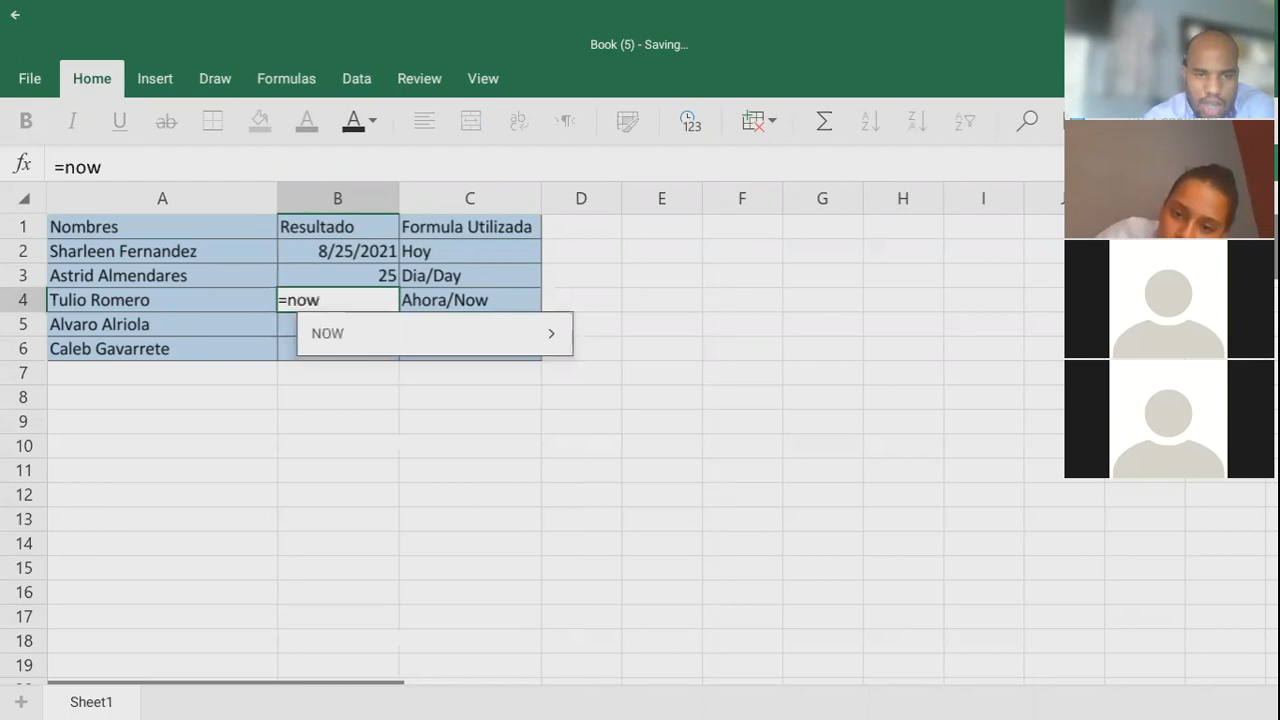 Book (5) - Saving...
File Home Insert Draw Formulas Data Review View
B I U ab A A ab 123 Σ
fx =now
A B C D E F G H I
1 Nombres Resultado Formula Utilizada
2 Sharleen Fernandez 8/25/2021 Hoy
3 Astrid Almendares 25 Dia/Day
4 Tulio Romero =now Ahora/Now
NOW
5 Alvaro Alriola
6 Caleb Gavarrete
7
8
9
10
11
12
13
14
15
16
17
18
19
Sheet1